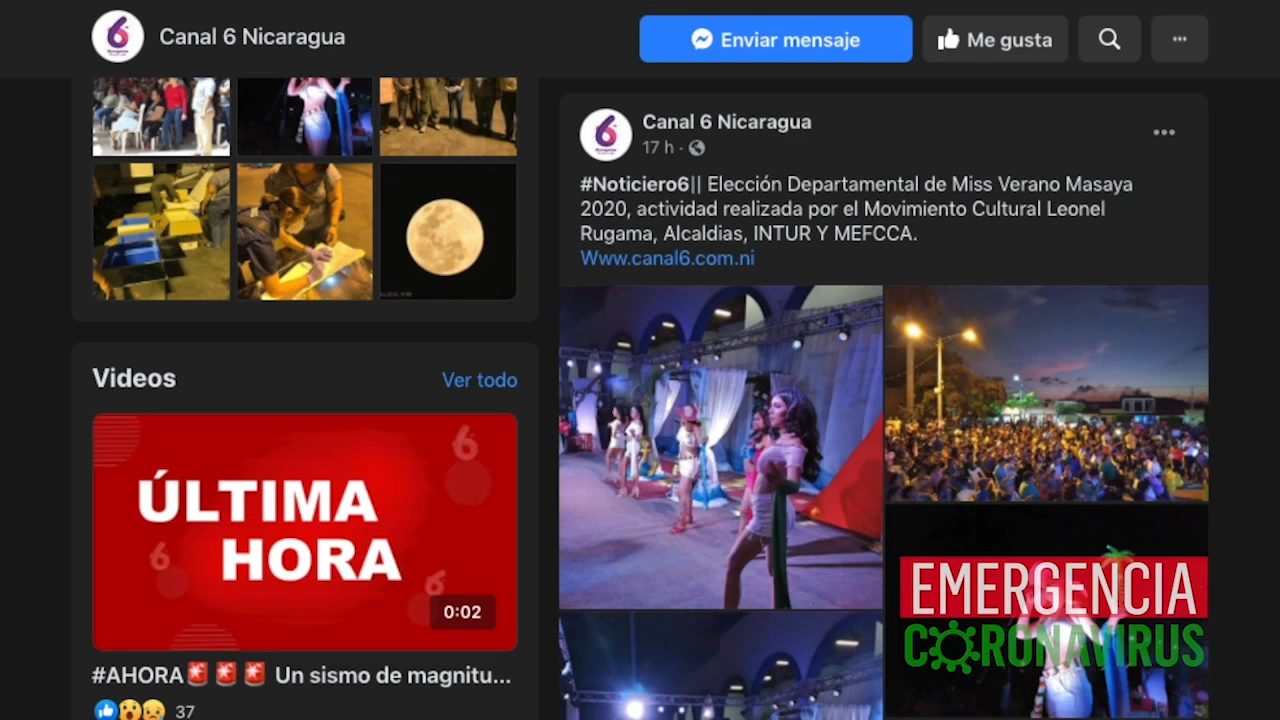 Canal 6 Nicaragua
Enviar mensaje
Me gusta
Videos
Ver todo
ÚLTIMA
HORA
0:02
#AHORA🚨🚨🚨 Un sismo de magnitu...
37
Canal 6 Nicaragua
17 h ·
#Noticiero6|| Elección Departamental de Miss Verano Masaya
2020, actividad realizada por el Movimiento Cultural Leonel
Rugama, Alcaldias, INTUR Y MEFCCA.
Www.canal6.com.ni
EMERGENCIA
CORONAVIRUS